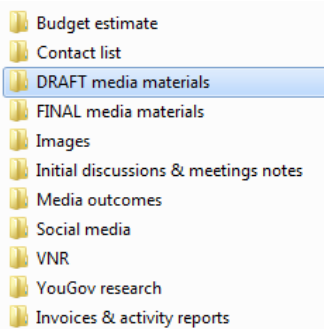 Budget estimate
Contact list
DRAFT media materials
FINAL media materials
Images
Initial discussions & meetings notes
Media outcomes
Social media
VNR
YouGov research
Invoices & activity reports